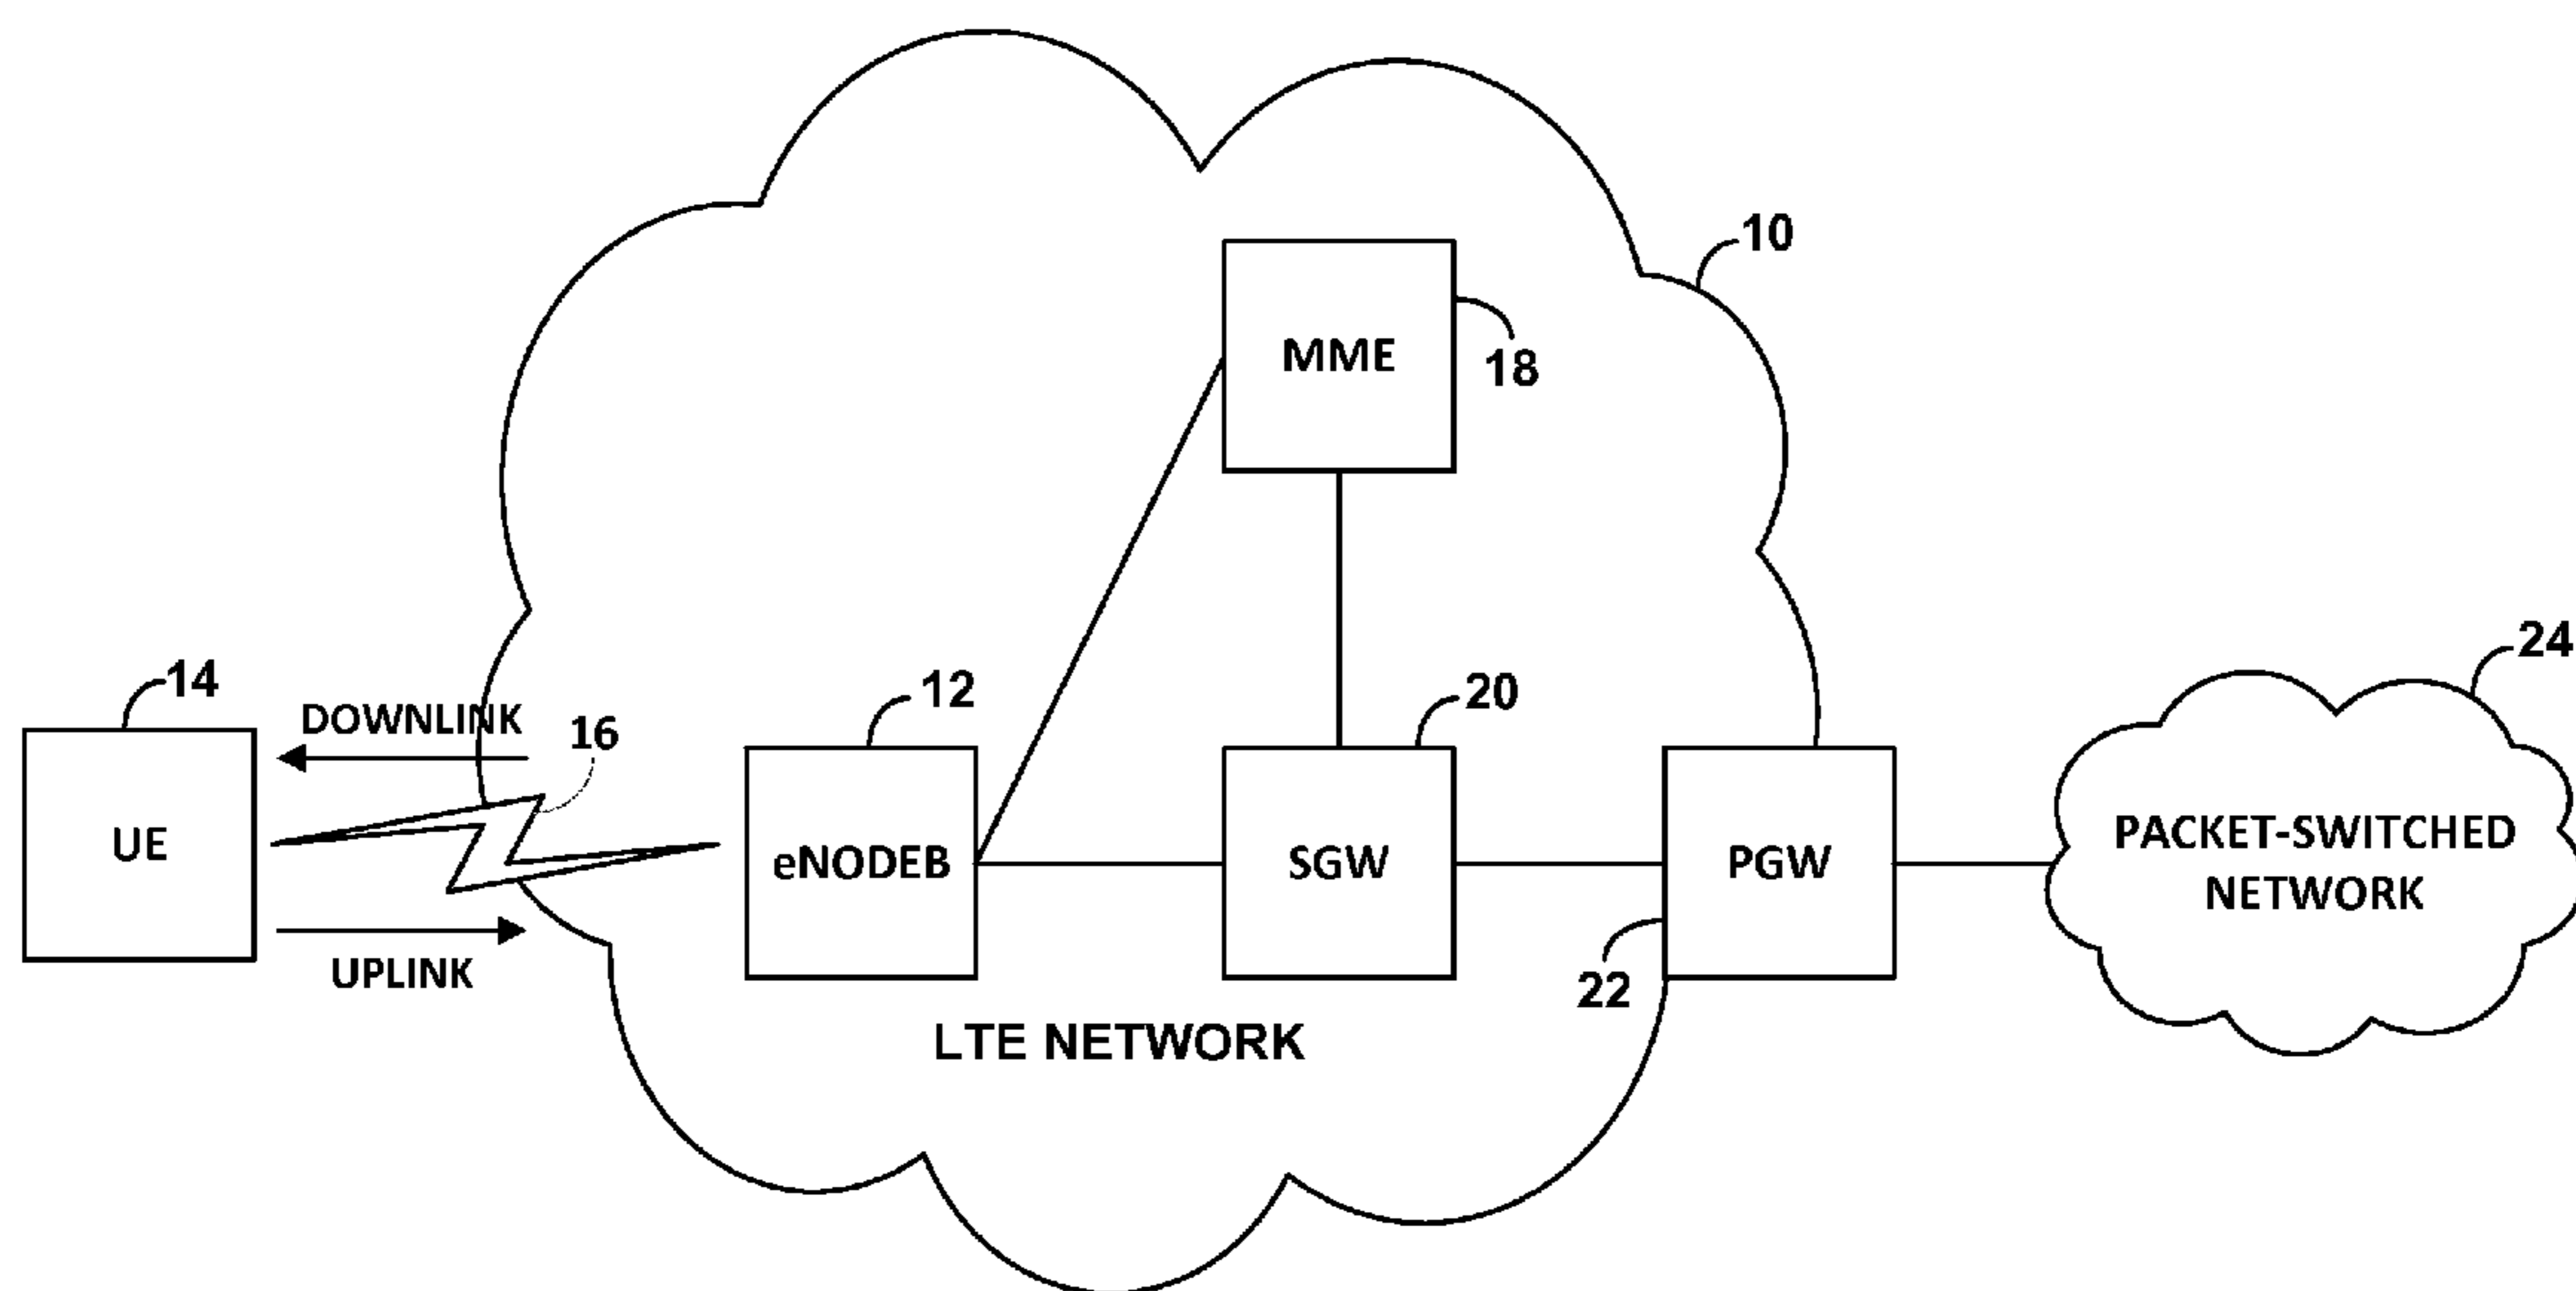 10
MME
18
14
DOWNLINK
16
12
20
24
UE
eNODEB
SGW
PGW
PACKET-SWITCHED
NETWORK
UPLINK
22
LTE NETWORK